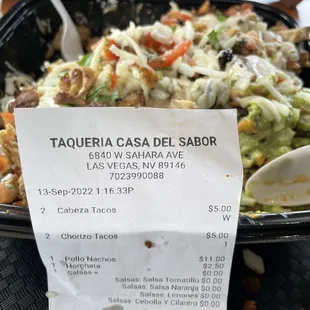 TAQUERIA CASA DEL SABOR
6840 W SAHARA AVE
LAS VEGAS, NV 89146
7023990088
13-Sep-2022 1:16:33P
2 Cabeza Tacos $5.00
W
2 Chorizo Tacos $5.00
1
1 Pollo Nachos $11.00
1 Horchata $2.50
1 Salsas = $0.00
Salsas: Salsa Tomatillo $0.00
Salsas: Salsa Naranja $0.00
Salsas: Limones $0.00
Salsas: Cebolla Y Cilantro $0.00